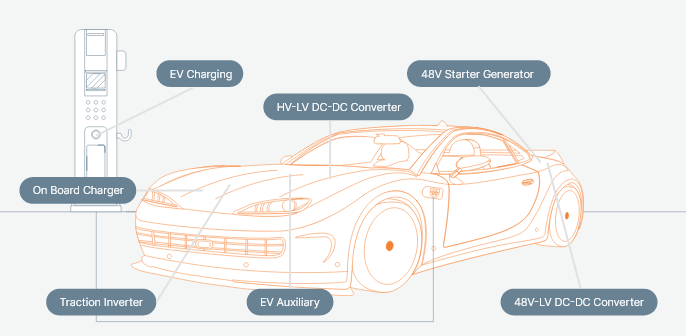 EV Charging
48V Starter Generator
HV-LV DC-DC Converter
On Board Charger
Traction Inverter
EV Auxiliary
48V-LV DC-DC Converter